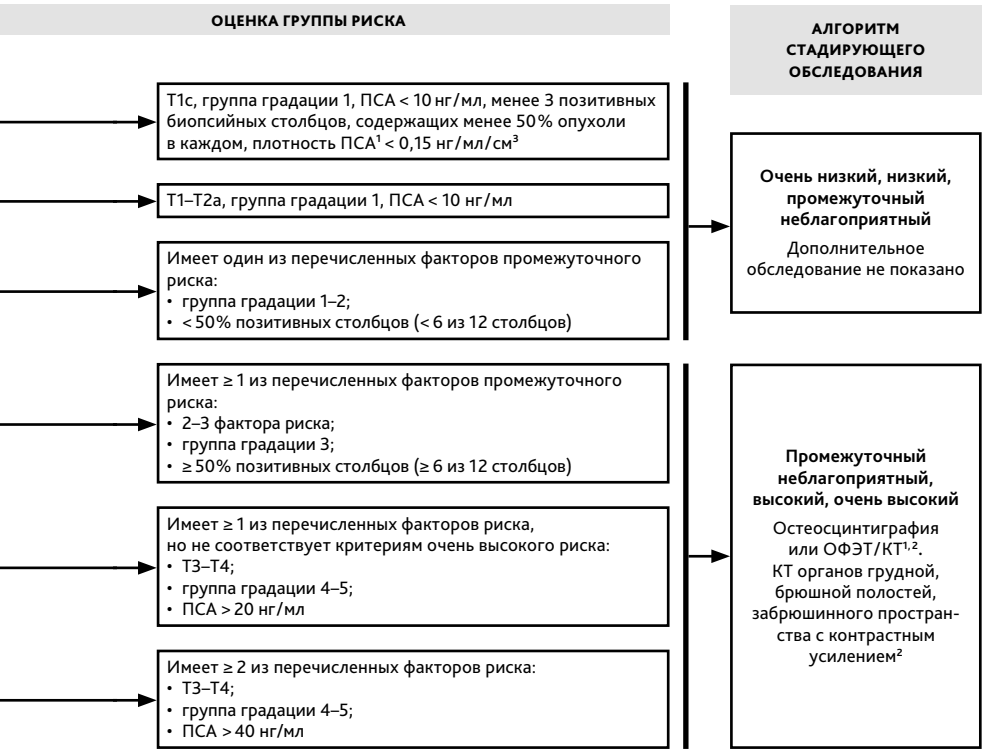 ОЦЕНКА ГРУППЫ РИСКА
АЛГОРИТМ
СТАДИРУЮЩЕГО
ОБСЛЕДОВАНИЯ
T1c, группа градации 1, ПСА < 10 нг/мл, менее 3 позитивных
биопсийных столбцов, содержащих менее 50% опухоли
в каждом, плотность ПСА¹ < 0,15 нг/мл/см³
T1–T2a, группа градации 1, ПСА < 10 нг/мл
Имеет один из перечисленных факторов промежуточного
риска:
• группа градации 1–2;
• < 50% позитивных столбцов (< 6 из 12 столбцов)
Очень низкий, низкий,
промежуточный
неблагоприятный
Дополнительное
обследование не показано
Имеет ≥ 1 из перечисленных факторов промежуточного
риска:
• 2–3 фактора риска;
• группа градации 3;
• ≥ 50% позитивных столбцов (≥ 6 из 12 столбцов)
Имеет ≥ 1 из перечисленных факторов риска,
но не соответствует критериям очень высокого риска:
• T3–T4;
• группа градации 4–5;
• ПСА > 20 нг/мл
Имеет ≥ 2 из перечисленных факторов риска:
• T3–T4;
• группа градации 4–5;
• ПСА > 40 нг/мл
Промежуточный
неблагоприятный,
высокий, очень высокий
Остеосцинтиграфия
или ОФЭТ/КТ¹,².
КТ органов грудной,
брюшной полостей,
забрюшинного простран-
ства с контрастным
усилением²